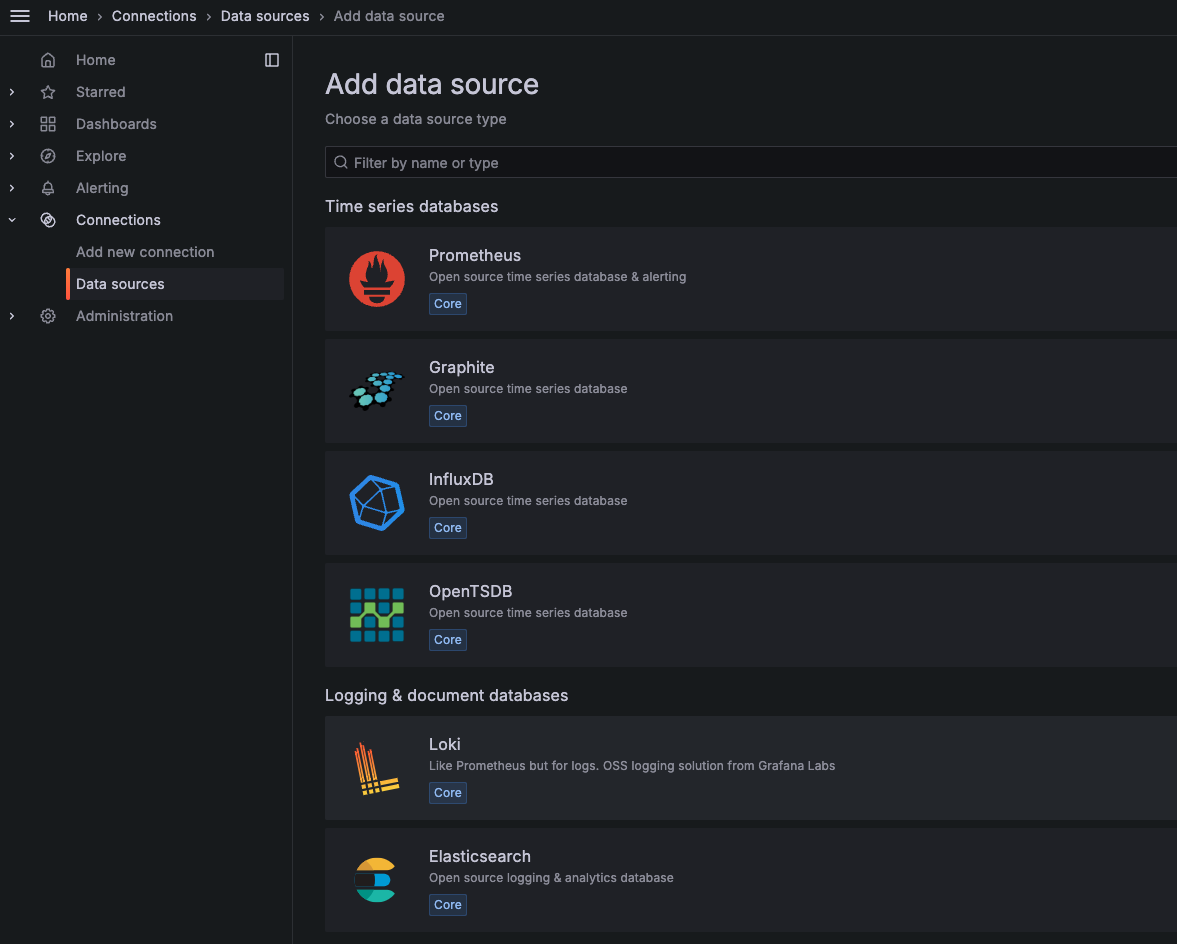 Home › Connections › Data sources › Add data source
Home
Starred
Dashboards
Explore
Alerting
Connections
Add new connection
Data sources
Administration
Add data source
Choose a data source type
Filter by name or type
Time series databases
Prometheus
Open source time series database & alerting
Core
Graphite
Open source time series database
Core
InfluxDB
Open source time series database
Core
OpenTSDB
Open source time series database
Core
Logging & document databases
Loki
Like Prometheus but for logs. OSS logging solution from Grafana Labs
Core
Elasticsearch
Open source logging & analytics database
Core